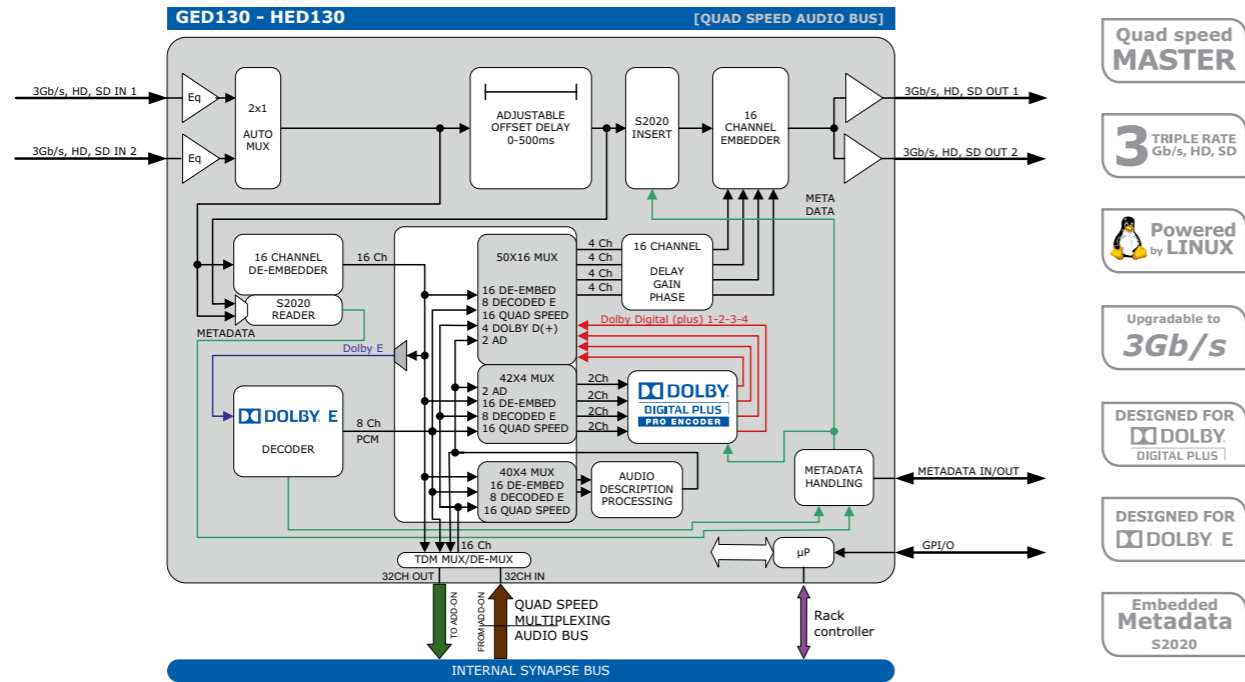 GED130 - HED130
[QUAD SPEED AUDIO BUS]
3Gb/s, HD, SD IN 1
3Gb/s, HD, SD IN 2
Eq
Eq
2x1
AUTO
MUX
ADJUSTABLE
OFFSET DELAY
0-500ms
S2020
INSERT
16
CHANNEL
EMBEDDER
3Gb/s, HD, SD OUT 1
3Gb/s, HD, SD OUT 2
META
DATA
16 CHANNEL
DE-EMBEDDER
16 Ch
S2020
READER
METADATA
Dolby E
DOLBY E
DECODER
8 Ch
PCM
50X16 MUX
16 DE-EMBED
8 DECODED E
16 QUAD SPEED
4 DOLBY D(+)
2 AD
4 Ch
4 Ch
4 Ch
4 Ch
16 CHANNEL
DELAY
GAIN
PHASE
Dolby Digital (plus) 1-2-3-4
42X4 MUX
2 AD
16 DE-EMBED
8 DECODED E
16 QUAD SPEED
2Ch
2Ch
2Ch
2Ch
DOLBY.
DIGITAL PLUS
PRO ENCODER
40X4 MUX
16 DE-EMBED
8 DECODED E
16 QUAD SPEED
AUDIO
DESCRIPTION
PROCESSING
METADATA
HANDLING
METADATA IN/OUT
µP
GPI/O
16 Ch
TDM MUX/DE-MUX
32CH OUT
32CH IN
TO ADD-ON
FROM ADD-ON
QUAD SPEED
MULTIPLEXING
AUDIO BUS
Rack
controller
INTERNAL SYNAPSE BUS
Quad speed
MASTER
3 TRIPLE RATE
Gb/s, HD, SD
Powered
by LINUX
Upgradable to
3Gb/s
DESIGNED FOR
DOLBY.
DIGITAL PLUS
DESIGNED FOR
DOLBY E
Embedded
Metadata
S2020